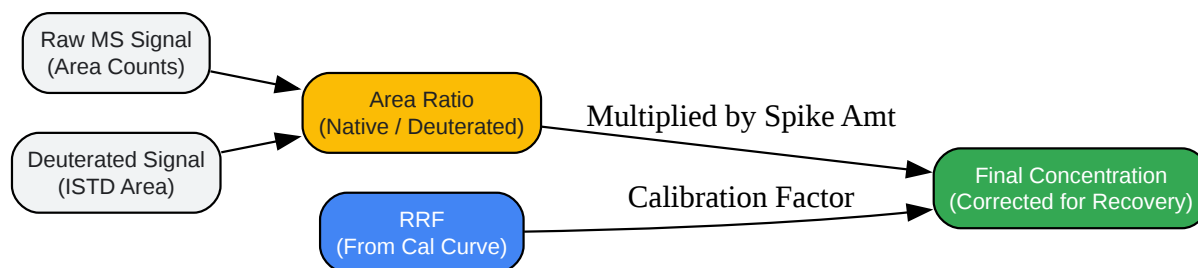 Raw MS Signal
(Area Counts)
Deuterated Signal
(ISTD Area)
Area Ratio
(Native / Deuterated)
RRF
(From Cal Curve)
Multiplied by Spike Amt
Calibration Factor
Final Concentration
(Corrected for Recovery)